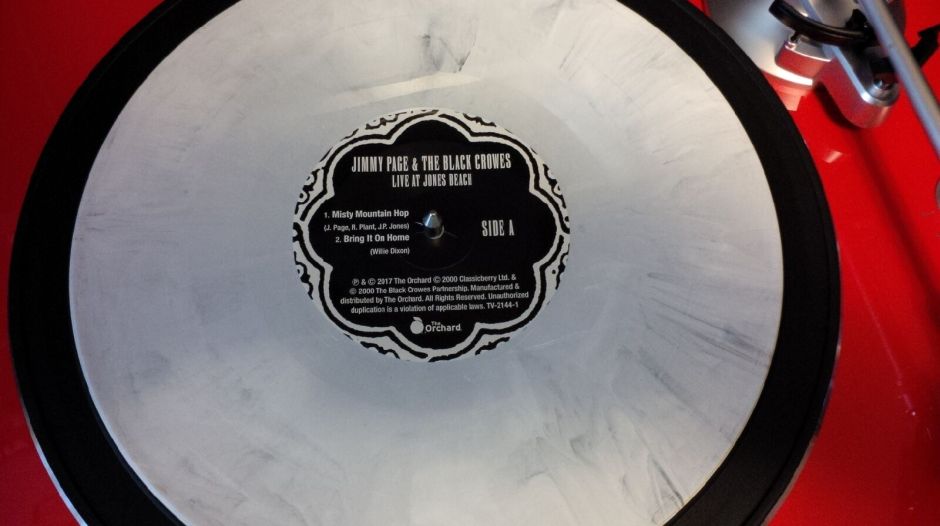 JIMMY PAGE & THE BLACK CROWES
LIVE AT JONES BEACH
1. Misty Mountain Hop
(J. Page, R. Plant, J.P. Jones)
2. Bring It On Home
(Willie Dixon)
SIDE A
℗ & © 2017 The Orchard © 2000 Classicberry Ltd. &
© 2000 The Black Crowes Partnership. Manufactured &
distributed by The Orchard. All Rights Reserved. Unauthorized
duplication is a violation of applicable laws. TV-2144-1
The
Orchard